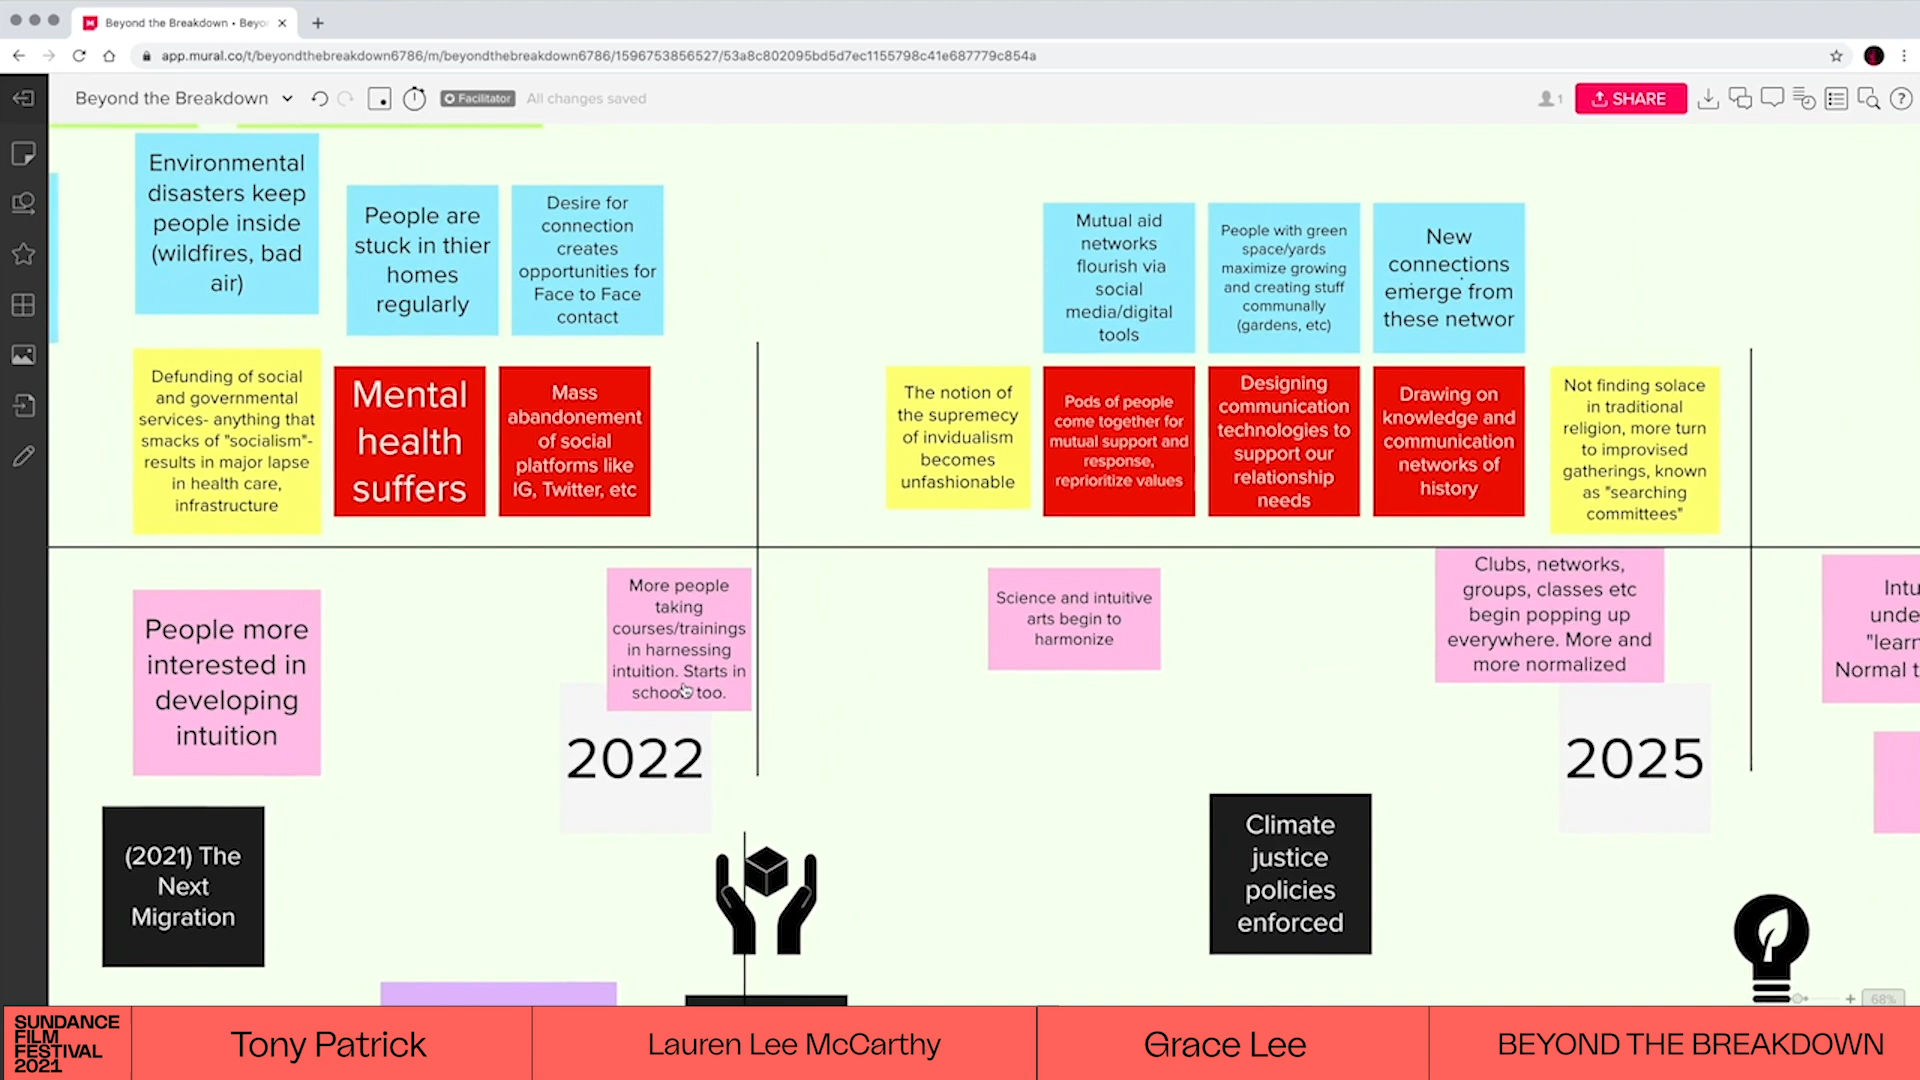 Beyond the Breakdown • Beyo
app.mural.co/t/beyondthebreakdown6786/m/beyondthebreakdown6786/1596753856527/53a8c802095bd5d7ec1155798c41e687779c854a
Beyond the Breakdown
Facilitator
All changes saved
1
SHARE
Environmental
disasters keep
people inside
(wildfires, bad
air)
People are
stuck in thier
homes
regularly
Desire for
connection
creates
opportunities for
Face to Face
contact
Mutual aid
networks
flourish via
social
media/digital
tools
People with green
space/yards
maximize growing
and creating stuff
communally
(gardens, etc)
New
connections
emerge from
these networ
Defunding of social
and governmental
services- anything that
smacks of "socialism"-
results in major lapse
in health care,
infrastructure
Mental
health
suffers
Mass
abandonement
of social
platforms like
IG, Twitter, etc
The notion of
the supremecy
of invidualism
becomes
unfashionable
Pods of people
come together for
mutual support and
response,
reprioritize values
Designing
communication
technologies to
support our
relationship
needs
Drawing on
knowledge and
communication
networks of
history
Not finding solace
in traditional
religion, more turn
to improvised
gatherings, known
as "searching
committees"
People more
interested in
developing
intuition
More people
taking
courses/trainings
in harnessing
intuition. Starts in
schools too.
Science and intuitive
arts begin to
harmonize
Clubs, networks,
groups, classes etc
begin popping up
everywhere. More and
more normalized
Intu
unde
"learn
Normal t
2022
2025
(2021) The
Next
Migration
Climate
justice
policies
enforced
68%
SUNDANCE
FILM
FESTIVAL
2021
Tony Patrick
Lauren Lee McCarthy
Grace Lee
BEYOND THE BREAKDOWN